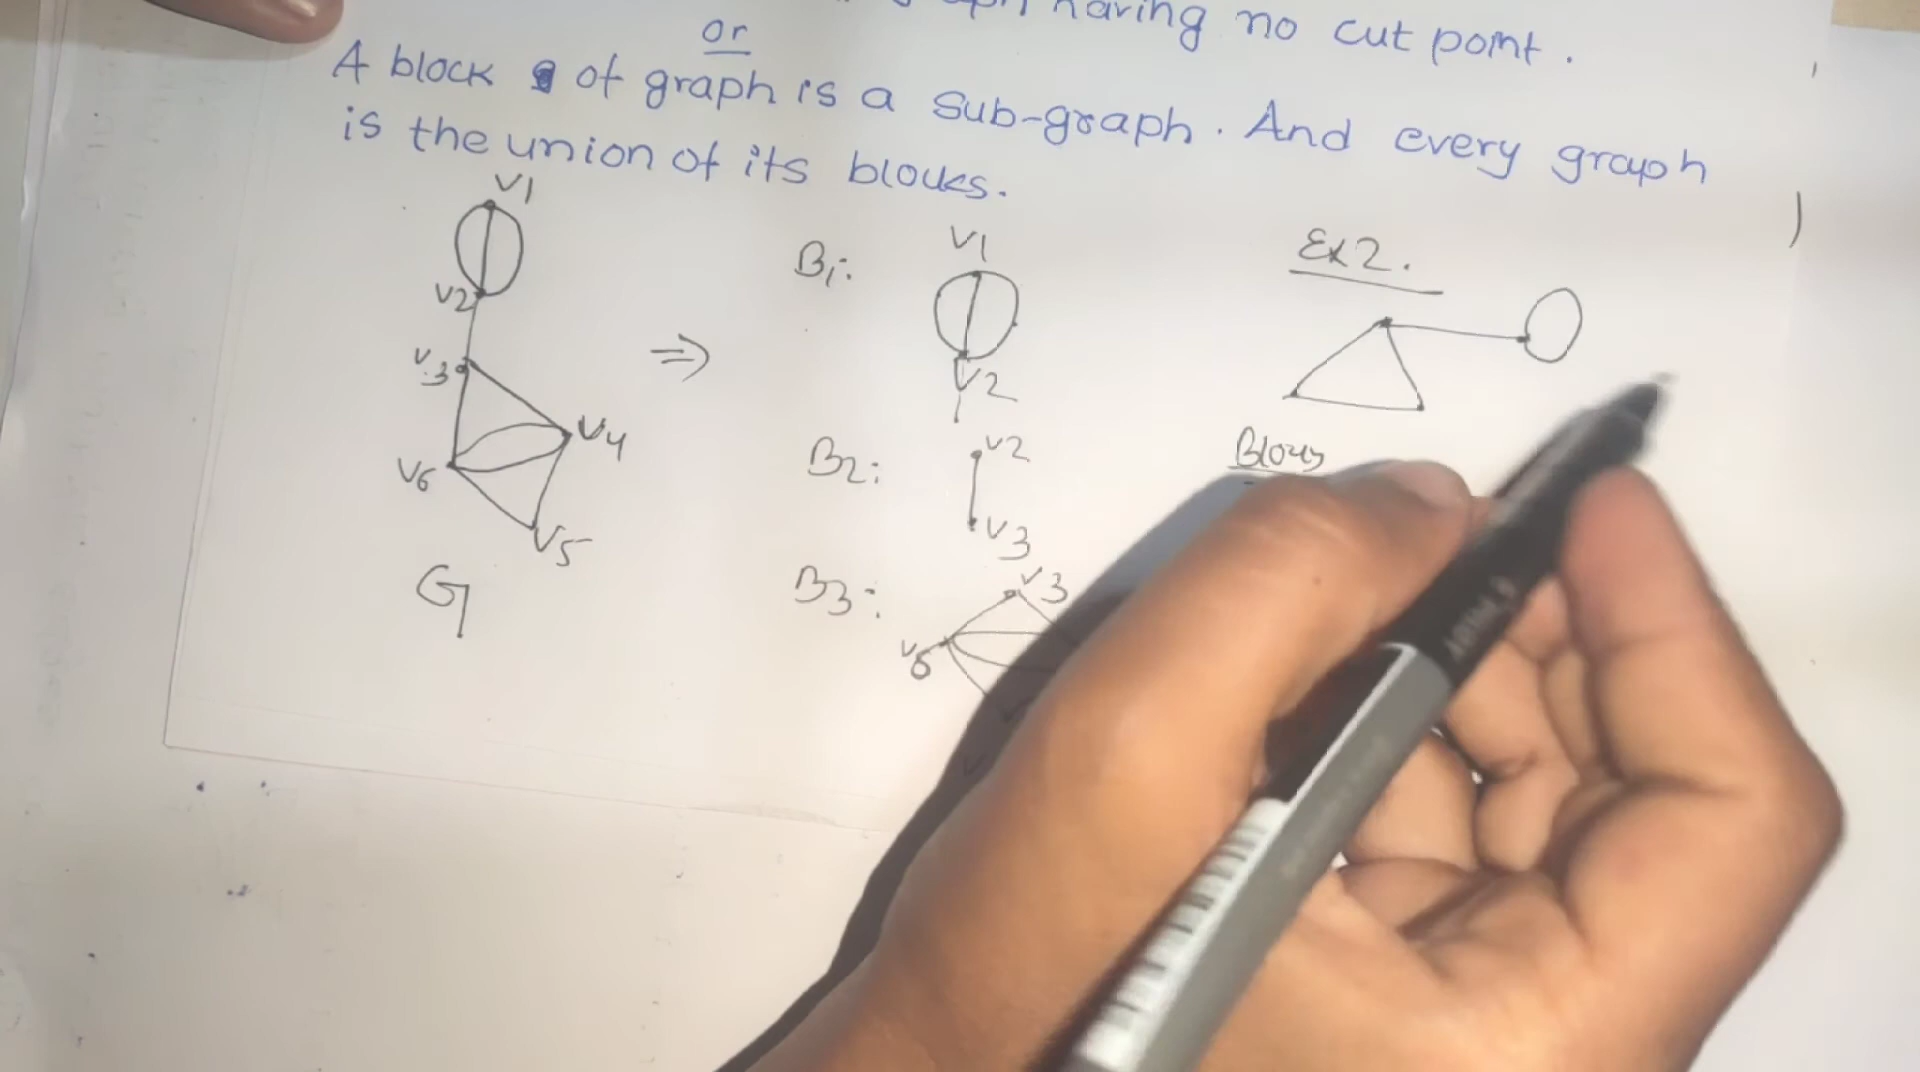 having no cut point.
or
A block of graph is a sub-graph. And every graph
is the union of its blocks.
V1
V2
V3
V4
V6
V5
G
⇒
B1:
V1
V2
B2:
V2
V3
B3:
V3
V6
Ex2.
Blocks